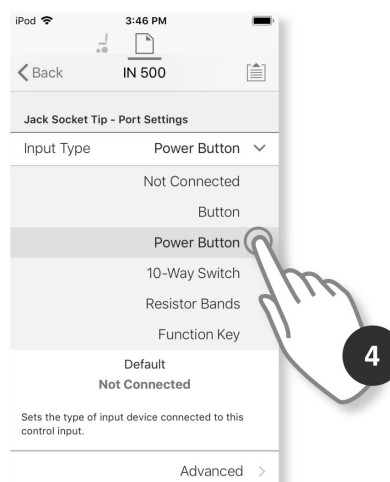 iPod 3:46 PM
Back IN 500
Jack Socket Tip - Port Settings
Input Type Power Button
Not Connected
Button
Power Button
10-Way Switch
Resistor Bands
Function Key
4
Default
Not Connected
Sets the type of input device connected to this
control input.
Advanced